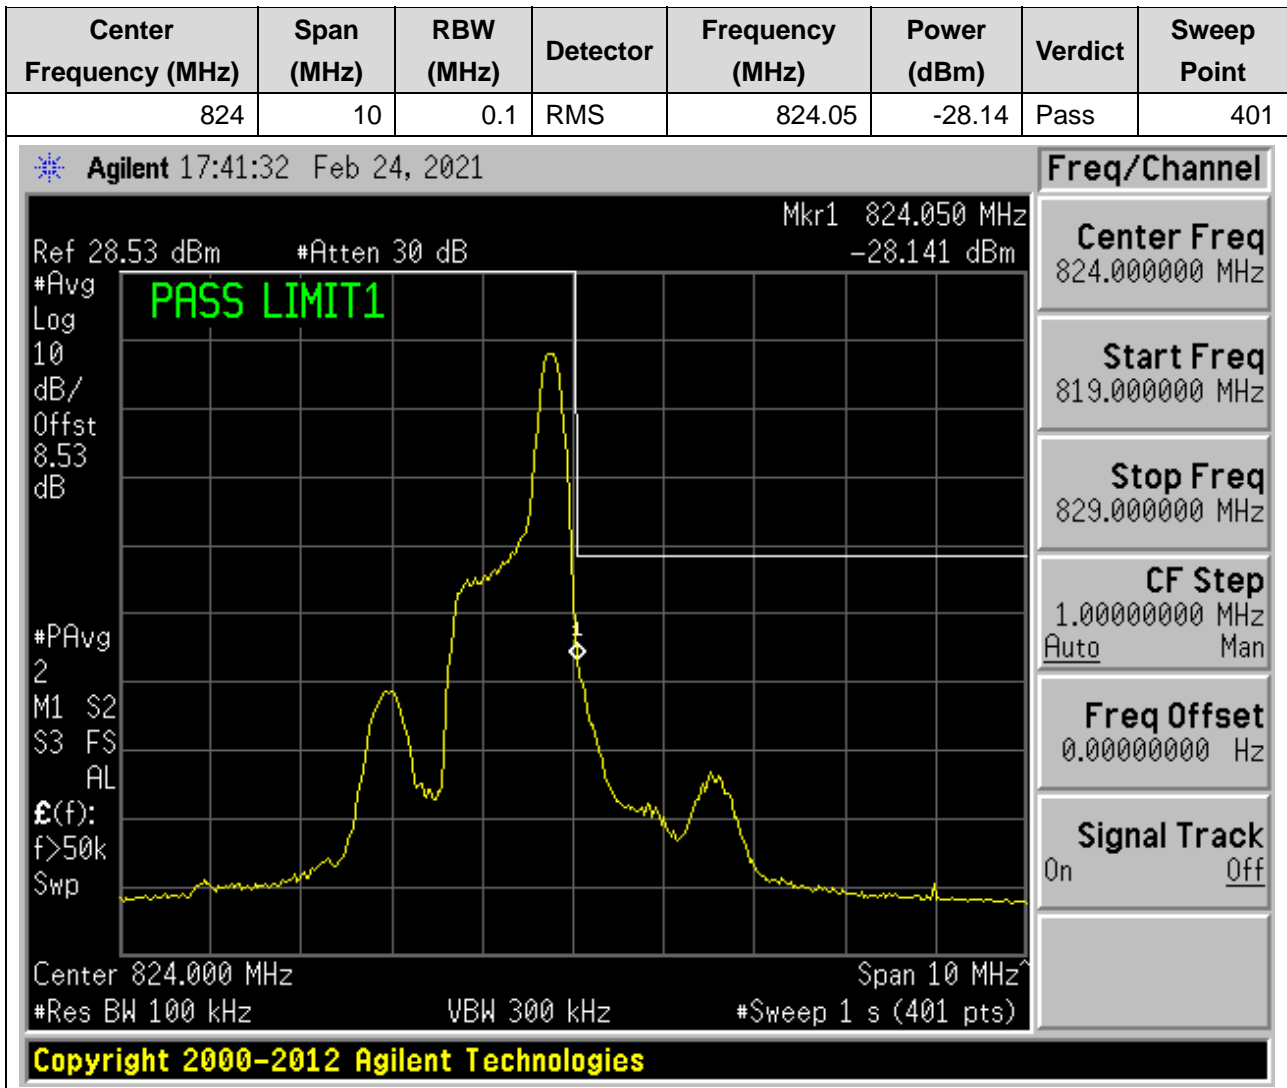 Center Frequency (MHz) Span (MHz) RBW (MHz) Detector Frequency (MHz) Power (dBm) Verdict Sweep Point
824 10 0.1 RMS 824.05 -28.14 Pass 401
Agilent 17:41:32 Feb 24, 2021
Mkr1 824.050 MHz
Ref 28.53 dBm #Atten 30 dB -28.141 dBm
#Avg
Log
10
dB/
Offst
8.53
dB
PASS LIMIT1
1
#PAvg
2
M1 S2
S3 FS
AL
£(f):
f>50k
Swp
Center 824.000 MHz Span 10 MHz^
#Res BW 100 kHz VBW 300 kHz #Sweep 1 s (401 pts)
Freq/Channel
Center Freq
824.000000 MHz
Start Freq
819.000000 MHz
Stop Freq
829.000000 MHz
CF Step
1.00000000 MHz
Auto Man
Freq Offset
0.00000000 Hz
Signal Track
On Off
Copyright 2000-2012 Agilent Technologies